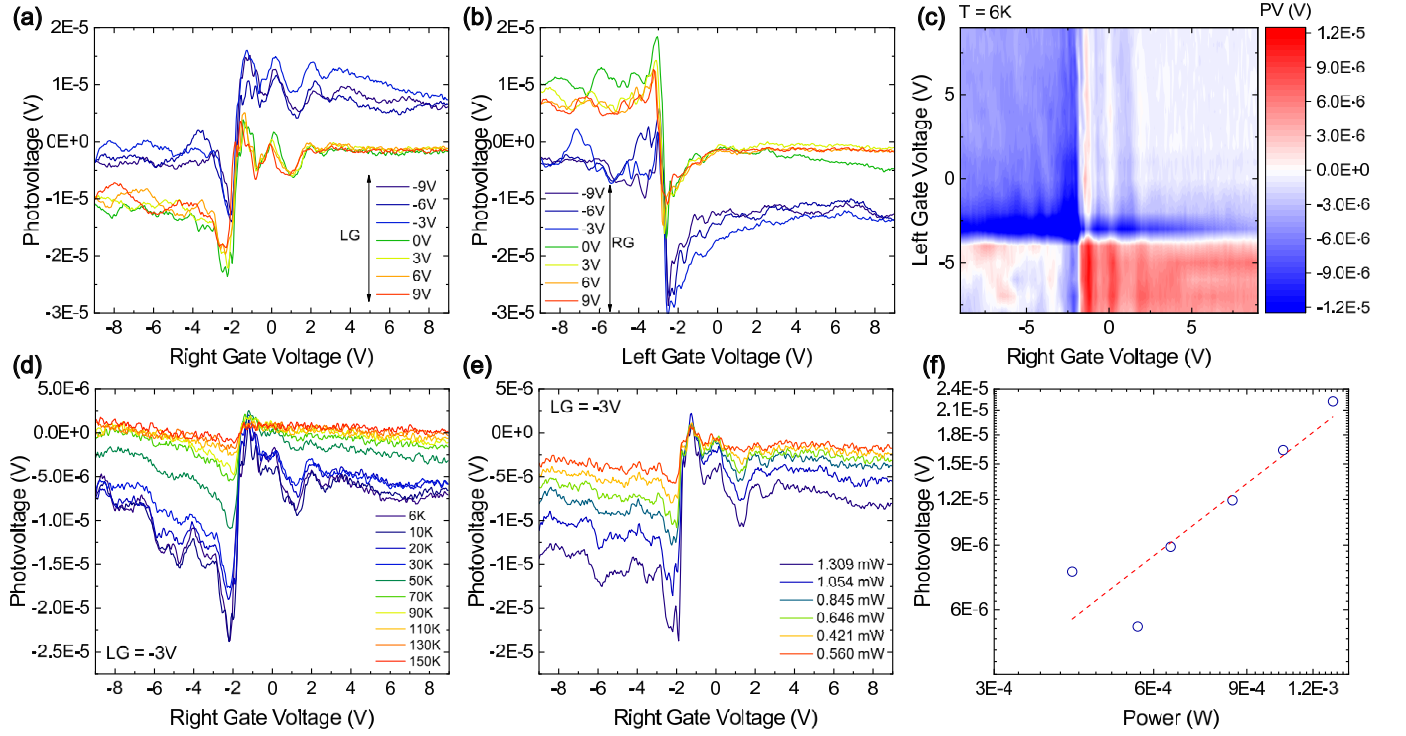 (a)
2E-5
1E-5
0E+0
-1E-5
-2E-5
-3E-5
Photovoltage (V)
-8 -6 -4 -2 0 2 4 6 8
Right Gate Voltage (V)
LG
-9V
-6V
-3V
0V
3V
6V
9V
(b)
2E-5
1E-5
0E+0
-1E-5
-2E-5
-3E-5
Photovoltage (V)
-8 -6 -4 -2 0 2 4 6 8
Left Gate Voltage (V)
-9V
-6V
-3V
0V
3V
6V
9V
RG
(c)
T = 6K
PV (V)
5
0
-5
Left Gate Voltage (V)
-5 0 5
Right Gate Voltage (V)
1.2E-5
9.0E-6
6.0E-6
3.0E-6
0.0E+0
-3.0E-6
-6.0E-6
-9.0E-6
-1.2E-5
(d)
5.0E-6
0.0E+0
-5.0E-6
-1.0E-5
-1.5E-5
-2.0E-5
-2.5E-5
Photovoltage (V)
-8 -6 -4 -2 0 2 4 6 8
Right Gate Voltage (V)
LG = -3V
6K
10K
20K
30K
50K
70K
90K
110K
130K
150K
(e)
LG = -3V
5E-6
0E+0
-5E-6
-1E-5
-2E-5
-2E-5
Photovoltage (V)
-8 -6 -4 -2 0 2 4 6 8
Right Gate Voltage (V)
1.309 mW
1.054 mW
0.845 mW
0.646 mW
0.421 mW
0.560 mW
(f)
2.4E-5
2.1E-5
1.8E-5
1.5E-5
1.2E-5
9E-6
6E-6
Photovoltage (V)
3E-4 6E-4 9E-4 1.2E-3
Power (W)